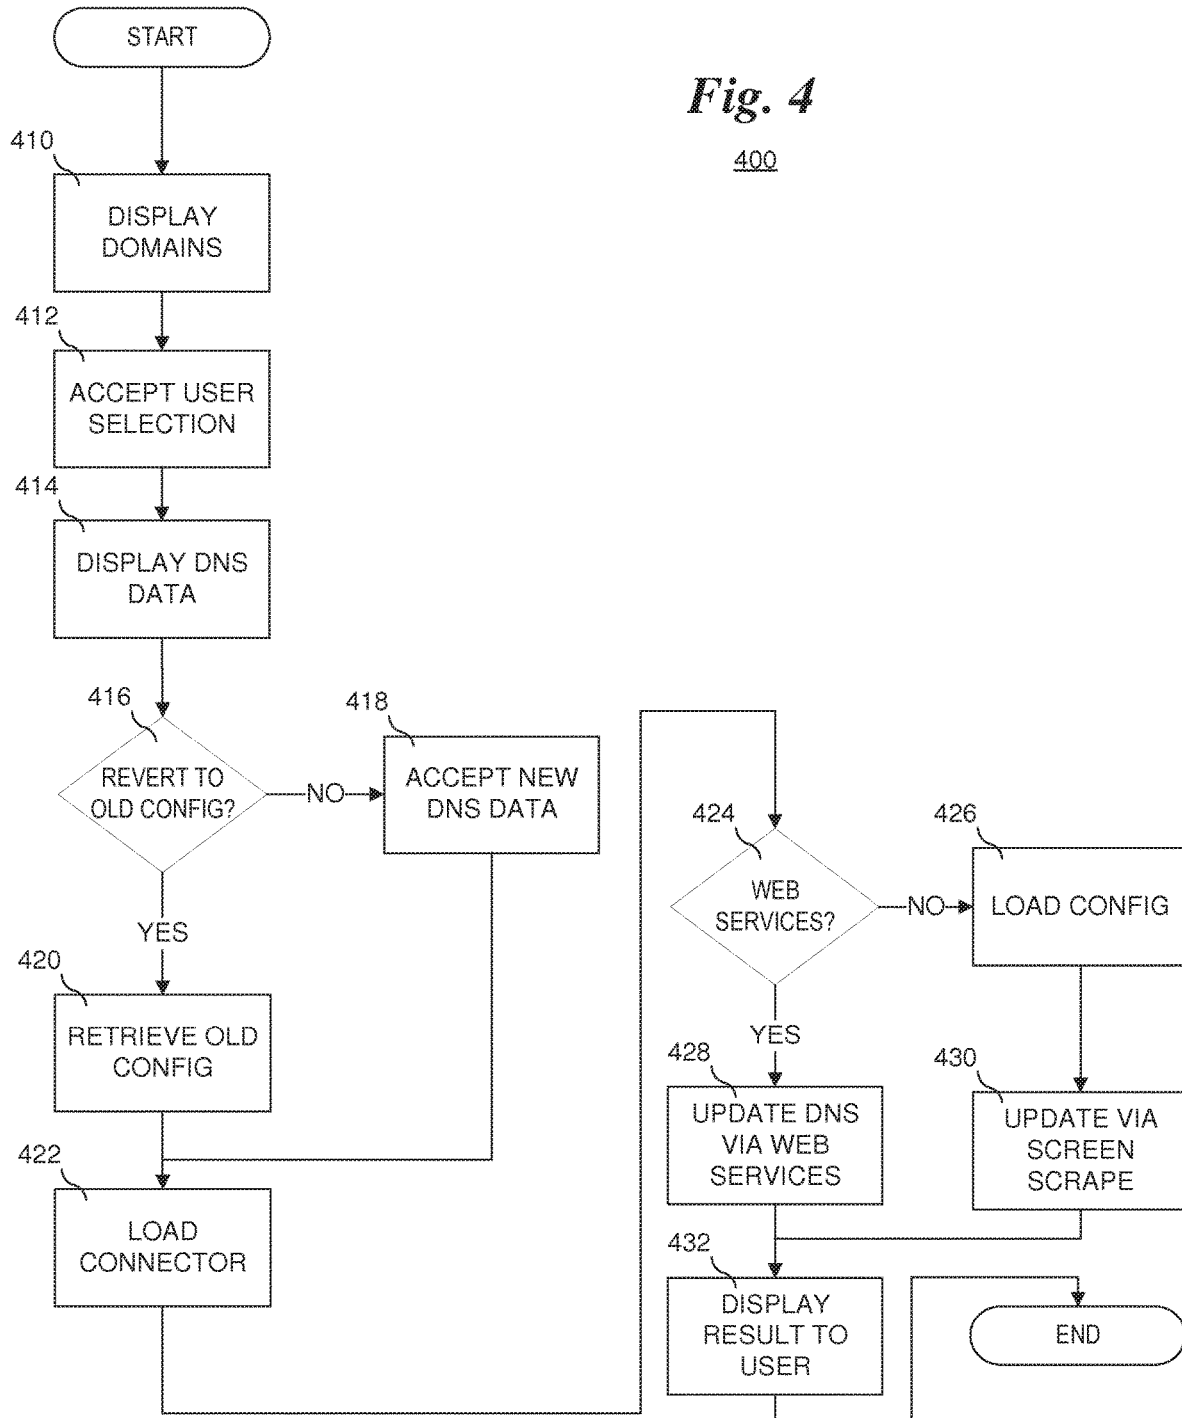 START
Fig. 4
400
410
DISPLAY
DOMAINS
412
ACCEPT USER
SELECTION
414
DISPLAY DNS
DATA
416
REVERT TO
OLD CONFIG?
NO
418
ACCEPT NEW
DNS DATA
YES
420
RETRIEVE OLD
CONFIG
422
LOAD
CONNECTOR
424
WEB
SERVICES?
NO
426
LOAD CONFIG
YES
428
UPDATE DNS
VIA WEB
SERVICES
430
UPDATE VIA
SCREEN
SCRAPE
432
DISPLAY
RESULT TO
USER
END